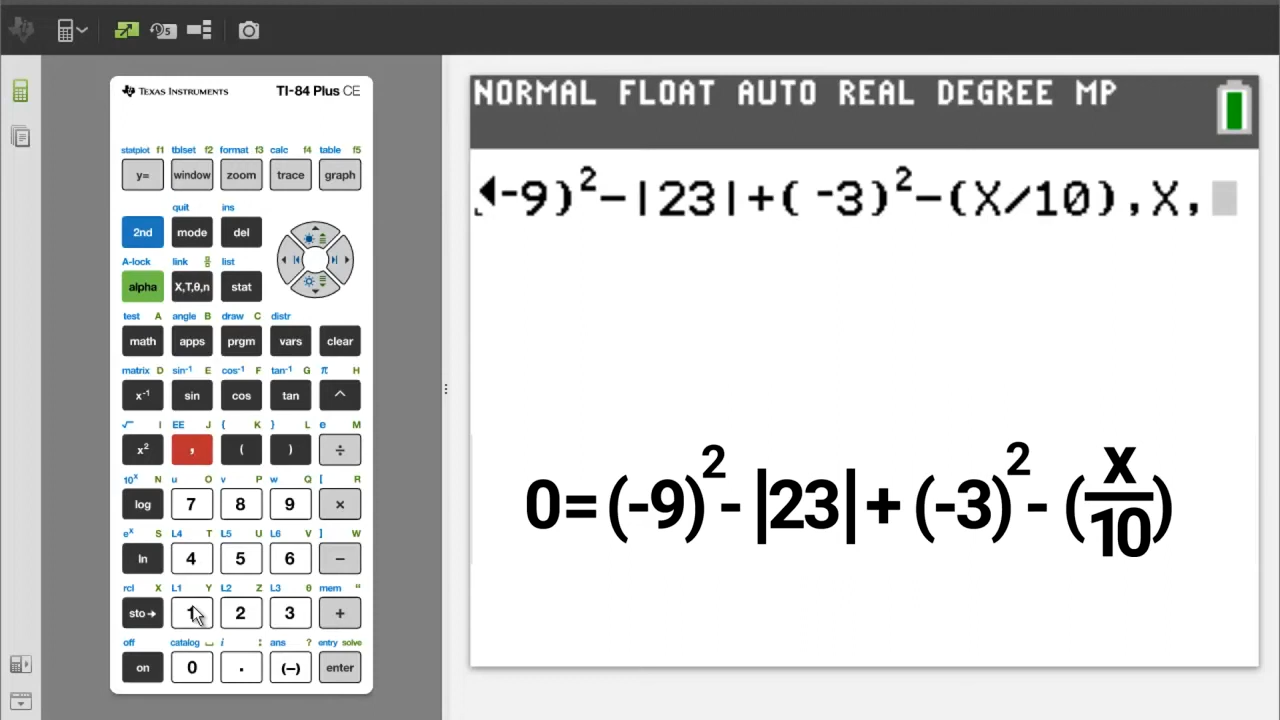 TEXAS INSTRUMENTS TI-84 Plus CE
statplot f1 tblset f2 format f3 calc f4 table f5
y= window zoom trace graph
quit ins
2nd mode del
A-lock link list
alpha X,T,θ,n stat
test A angle B draw C distr
math apps prgm vars clear
matrix D sin⁻¹ E cos⁻¹ F tan⁻¹ G π H
x⁻¹ sin cos tan ^
√ I EE J { K } L e M
x² , ( ) ÷
10ˣ N u O v P w Q [ R
log 7 8 9 ×
eˣ S L4 T L5 U L6 V ] W
ln 4 5 6 −
rcl X L1 Y L2 Z L3 θ mem "
sto→ 1 2 3 +
off catalog ⎵ i : ans ? entry solve
on 0 . (−) enter
NORMAL FLOAT AUTO REAL DEGREE MP
-9)²-|23|+( -3)²-(X/10),X,
0=(-9)²-|23|+(-3)²-(x/10)